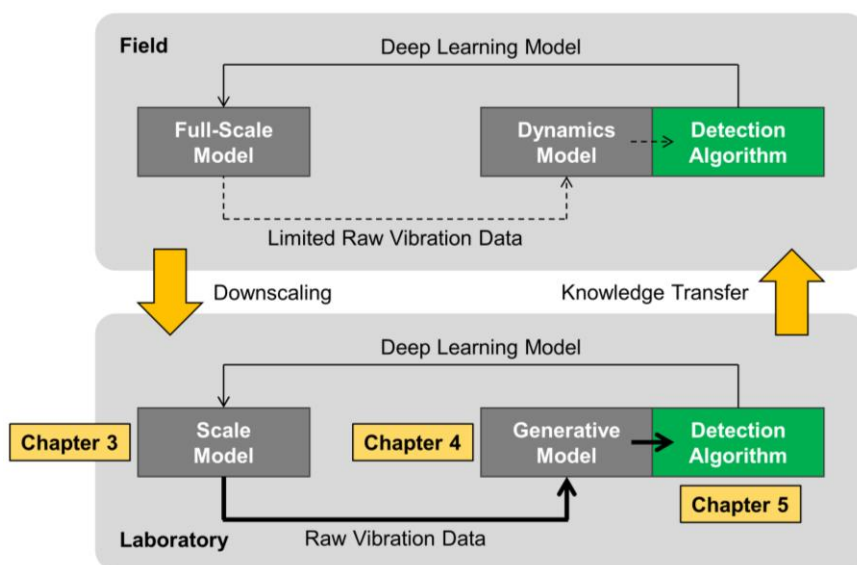 Field
Deep Learning Model
Full-Scale
Model
Dynamics
Model
Detection
Algorithm
Limited Raw Vibration Data
Downscaling
Knowledge Transfer
Deep Learning Model
Chapter 3
Scale
Model
Chapter 4
Generative
Model
Detection
Algorithm
Chapter 5
Laboratory
Raw Vibration Data